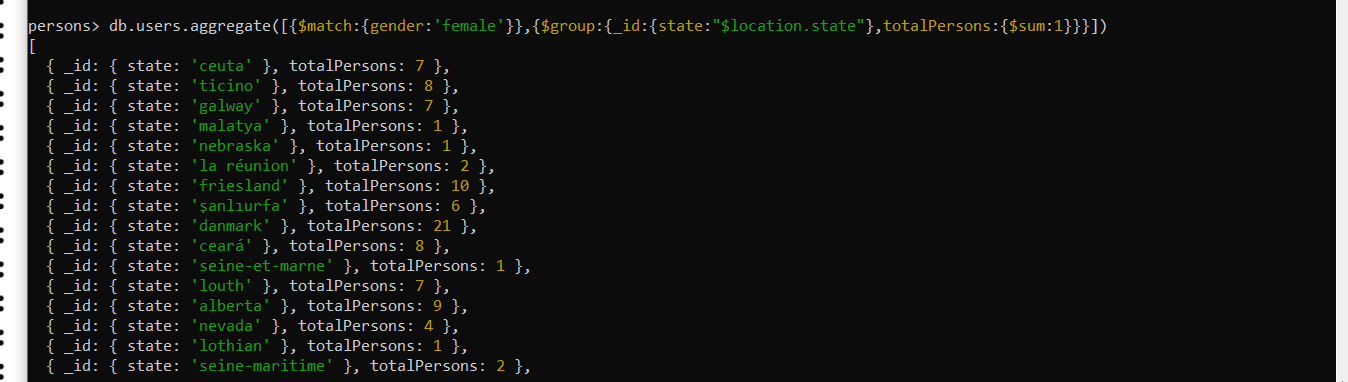 persons> db.users.aggregate([{$match:{gender:'female'}},{$group:{_id:{state:"$location.state"},totalPersons:{$sum:1}}}])
[
  { _id: { state: 'ceuta' }, totalPersons: 7 },
  { _id: { state: 'ticino' }, totalPersons: 8 },
  { _id: { state: 'galway' }, totalPersons: 7 },
  { _id: { state: 'malatya' }, totalPersons: 1 },
  { _id: { state: 'nebraska' }, totalPersons: 1 },
  { _id: { state: 'la réunion' }, totalPersons: 2 },
  { _id: { state: 'friesland' }, totalPersons: 10 },
  { _id: { state: 'şanlıurfa' }, totalPersons: 6 },
  { _id: { state: 'danmark' }, totalPersons: 21 },
  { _id: { state: 'ceará' }, totalPersons: 8 },
  { _id: { state: 'seine-et-marne' }, totalPersons: 1 },
  { _id: { state: 'louth' }, totalPersons: 7 },
  { _id: { state: 'alberta' }, totalPersons: 9 },
  { _id: { state: 'nevada' }, totalPersons: 4 },
  { _id: { state: 'lothian' }, totalPersons: 1 },
  { _id: { state: 'seine-maritime' }, totalPersons: 2 },